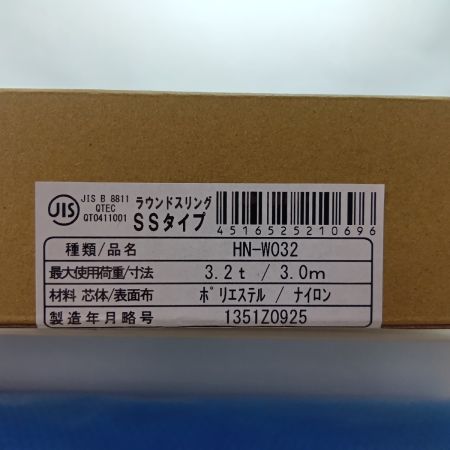 JIS
JIS B 8811
QTEC
QT0411001
ラウンドスリング
SSタイプ
4516525210696
種類/品名 HN-W032
最大使用荷重/寸法 3.2t / 3.0m
材料 芯体/表面布 ポリエステル / ナイロン
製造年月略号 1351Z0925